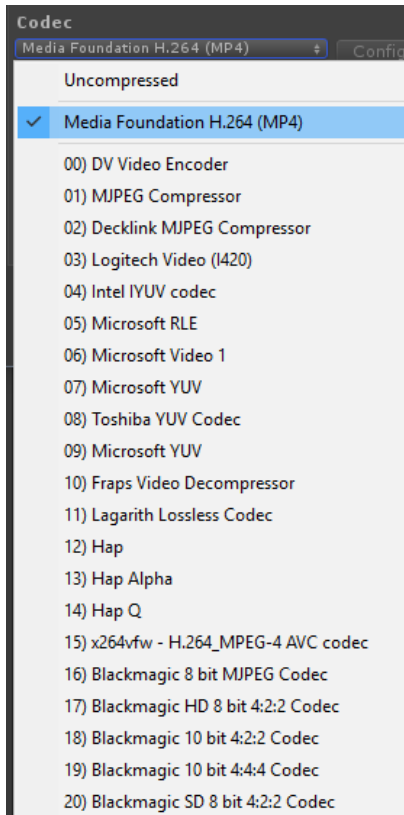 Codec
Media Foundation H.264 (MP4)
Config
Uncompressed
Media Foundation H.264 (MP4)
00) DV Video Encoder
01) MJPEG Compressor
02) Decklink MJPEG Compressor
03) Logitech Video (I420)
04) Intel IYUV codec
05) Microsoft RLE
06) Microsoft Video 1
07) Microsoft YUV
08) Toshiba YUV Codec
09) Microsoft YUV
10) Fraps Video Decompressor
11) Lagarith Lossless Codec
12) Hap
13) Hap Alpha
14) Hap Q
15) x264vfw - H.264_MPEG-4 AVC codec
16) Blackmagic 8 bit MJPEG Codec
17) Blackmagic HD 8 bit 4:2:2 Codec
18) Blackmagic 10 bit 4:2:2 Codec
19) Blackmagic 10 bit 4:4:4 Codec
20) Blackmagic SD 8 bit 4:2:2 Codec